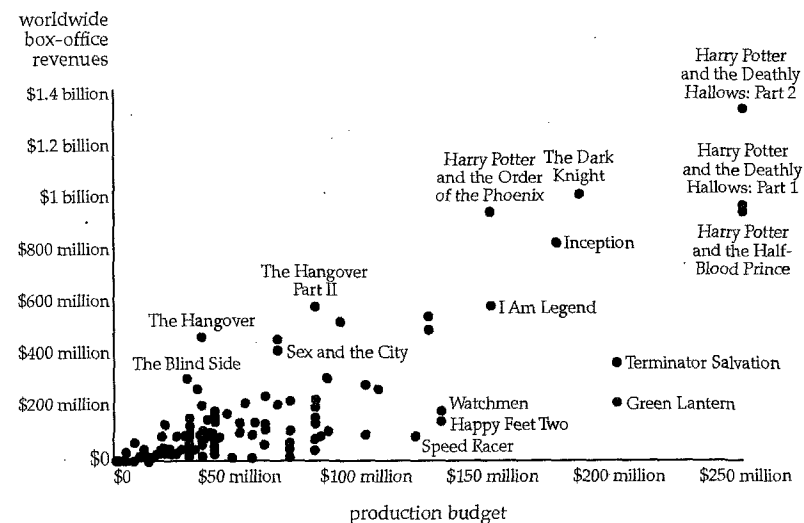 worldwide
box-office
revenues
$1.4 billion
$1.2 billion
$1 billion
$800 million
$600 million
$400 million
$200 million
$0
Harry Potter
and the Deathly
Hallows: Part 2
Harry Potter
and the Order
of the Phoenix
The Dark
Knight
Harry Potter
and the Deathly
Hallows: Part 1
Inception
Harry Potter
and the Half-
Blood Prince
The Hangover
Part II
I Am Legend
The Hangover
Sex and the City
The Blind Side
Terminator Salvation
Watchmen
Green Lantern
Happy Feet Two
Speed Racer
$0
$50 million
$100 million
$150 million
$200 million
$250 million
production budget